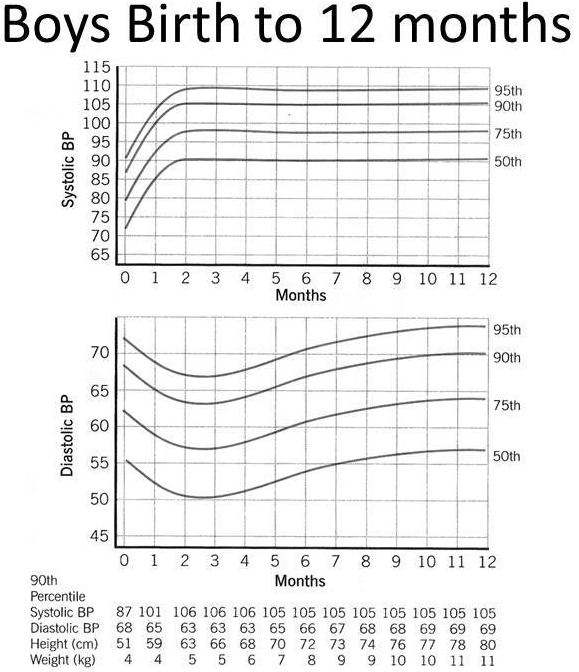 Boys Birth to 12 months
115
110
105
100
95
90
85
80
75
70
65
Systolic BP
95th
90th
75th
50th
0 1 2 3 4 5 6 7 8 9 10 11 12
Months
70
65
60
55
50
45
Diastolic BP
95th
90th
75th
50th
0 1 2 3 4 5 6 7 8 9 10 11 12
Months
90th
Percentile
Systolic BP 87 101 106 106 106 105 105 105 105 105 105 105 105
Diastolic BP 68 65 63 63 63 65 66 67 68 68 69 69 69
Height (cm) 51 59 63 66 68 70 72 73 74 76 77 78 80
Weight (kg) 4 4 5 5 6 7 8 9 9 10 10 11 11